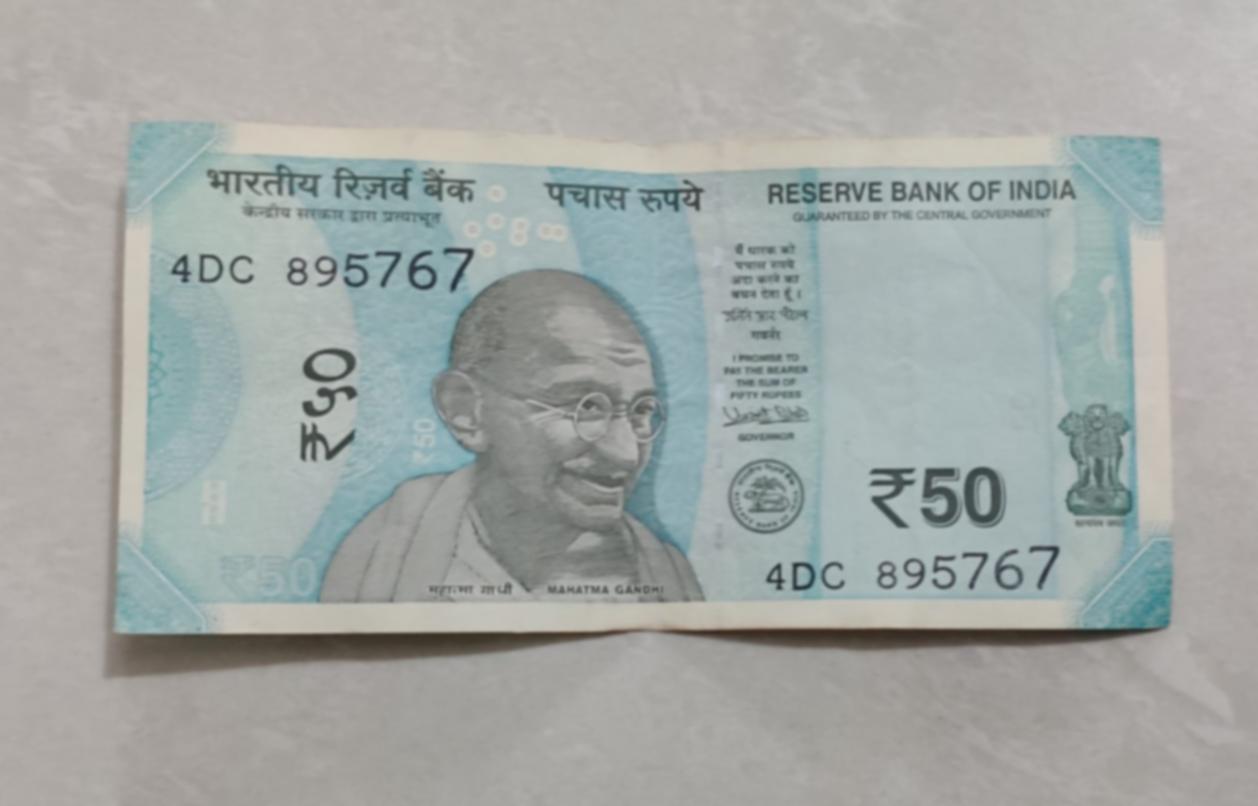 भारतीय रिज़र्व बैंक
केन्द्रीय सरकार द्वारा प्रत्याभूत
पचास रुपये
RESERVE BANK OF INDIA
GUARANTEED BY THE CENTRAL GOVERNMENT
4DC 895767
₹५०
₹50
₹50
मैं धारक को
पचास रुपये
अदा करने का
वचन देता हूँ।
गवर्नर
I PROMISE TO
PAY THE BEARER
THE SUM OF
FIFTY RUPEES
GOVERNOR
₹50
सत्यमेव जयते
4DC 895767
महात्मा गांधी MAHATMA GANDHI